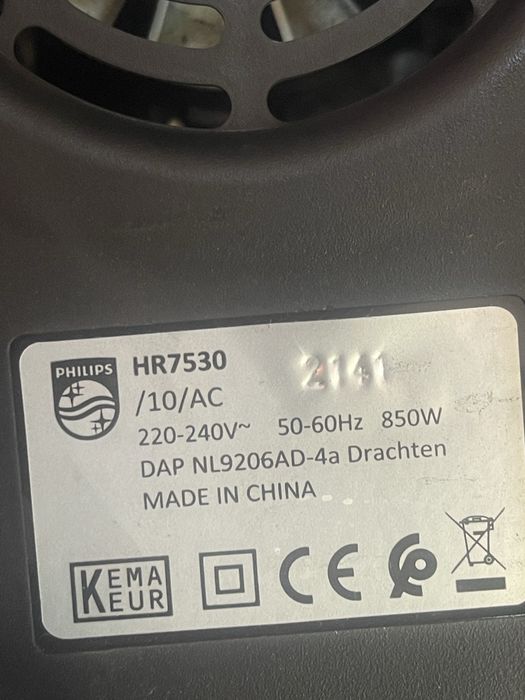 PHILIPS
HR7530
2141
/10/AC
220-240V~ 50-60Hz 850W
DAP NL9206AD-4a Drachten
MADE IN CHINA
KEMA
KEUR
CE